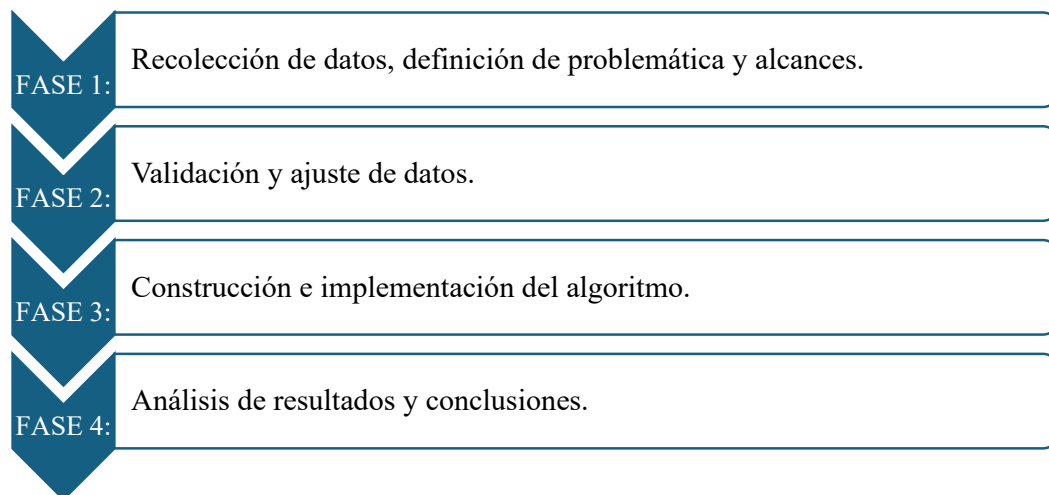 FASE 1:
Recolección de datos, definición de problemática y alcances.
FASE 2:
Validación y ajuste de datos.
FASE 3:
Construcción e implementación del algoritmo.
FASE 4:
Análisis de resultados y conclusiones.